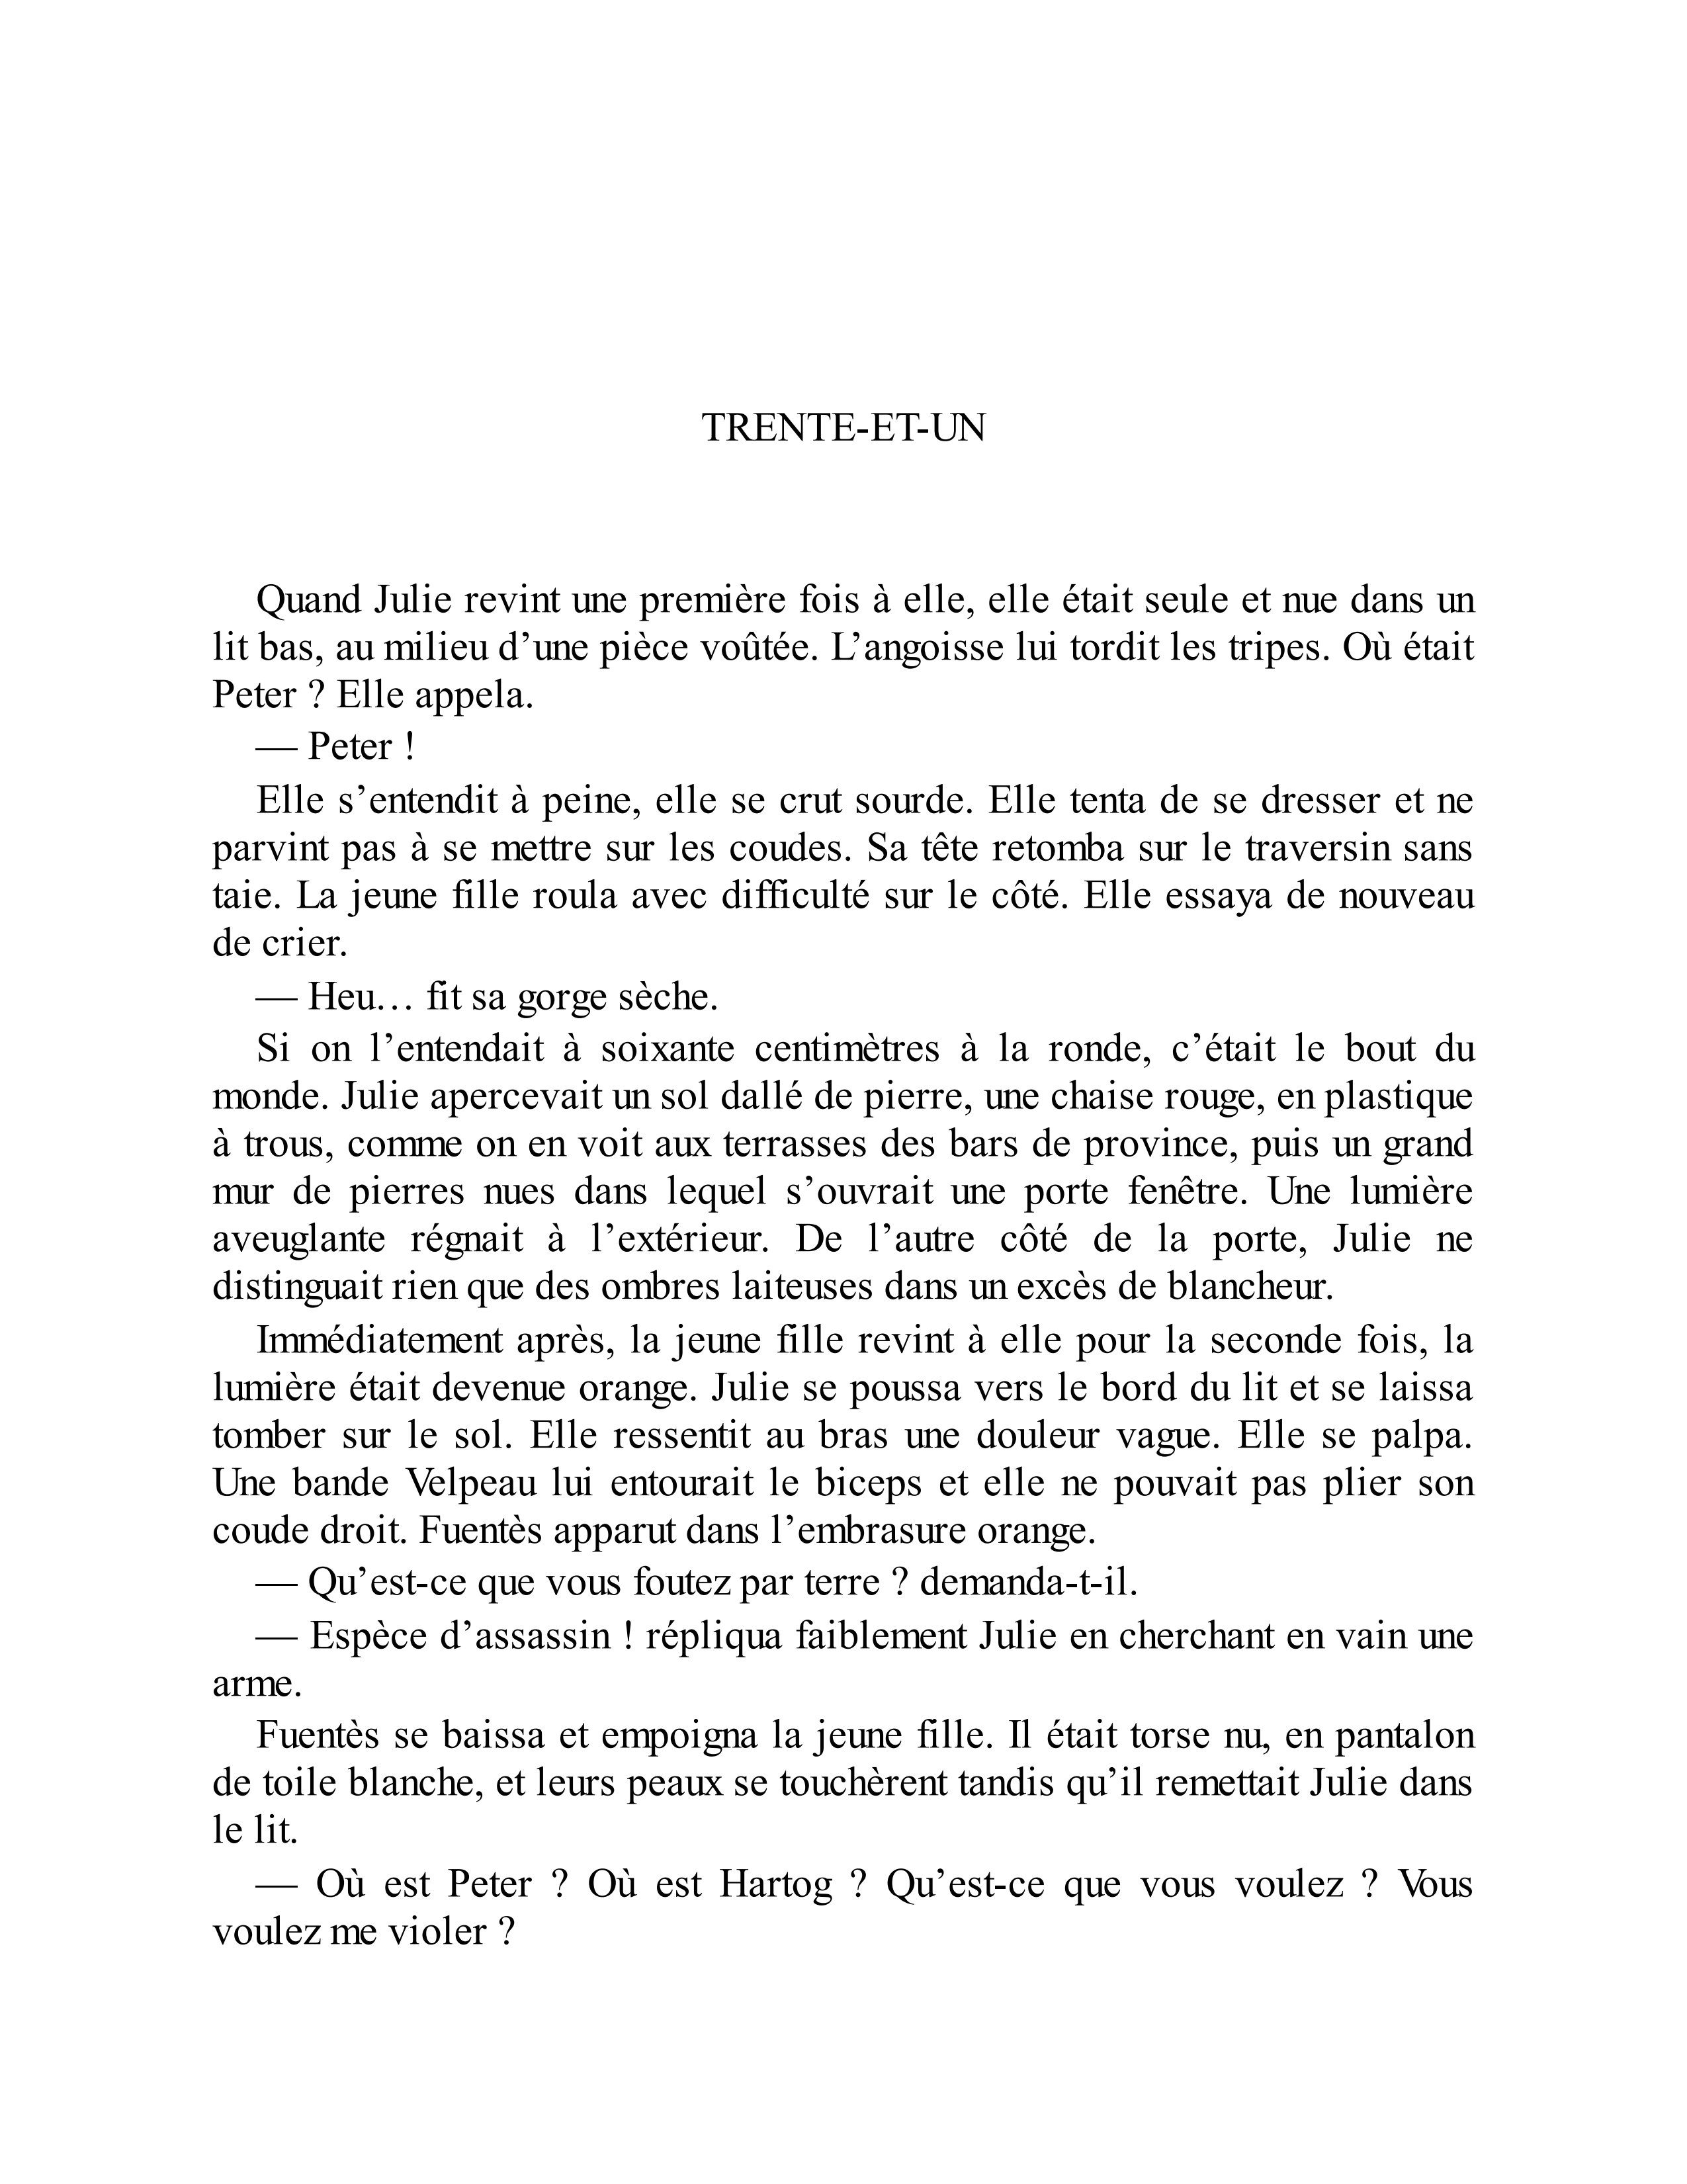 TRENTE-ET-UN
Quand Julie revint une première fois à elle, elle était seule et nue dans un
lit bas, au milieu d’une pièce voûtée. L’angoisse lui tordit les tripes. Où était
Peter ? Elle appela.
— Peter !
Elle s’entendit à peine, elle se crut sourde. Elle tenta de se dresser et ne
parvint pas à se mettre sur les coudes. Sa tête retomba sur le traversin sans
taie. La jeune fille roula avec difficulté sur le côté. Elle essaya de nouveau
de crier.
— Heu… fit sa gorge sèche.
Si on l’entendait à soixante centimètres à la ronde, c’était le bout du
monde. Julie apercevait un sol dallé de pierre, une chaise rouge, en plastique
à trous, comme on en voit aux terrasses des bars de province, puis un grand
mur de pierres nues dans lequel s’ouvrait une porte fenêtre. Une lumière
aveuglante régnait à l’extérieur. De l’autre côté de la porte, Julie ne
distinguait rien que des ombres laiteuses dans un excès de blancheur.
Immédiatement après, la jeune fille revint à elle pour la seconde fois, la
lumière était devenue orange. Julie se poussa vers le bord du lit et se laissa
tomber sur le sol. Elle ressentit au bras une douleur vague. Elle se palpa.
Une bande Velpeau lui entourait le biceps et elle ne pouvait pas plier son
coude droit. Fuentès apparut dans l’embrasure orange.
— Qu’est-ce que vous foutez par terre ? demanda-t-il.
— Espèce d’assassin ! répliqua faiblement Julie en cherchant en vain une
arme.
Fuentès se baissa et empoigna la jeune fille. Il était torse nu, en pantalon
de toile blanche, et leurs peaux se touchèrent tandis qu’il remettait Julie dans
le lit.
— Où est Peter ? Où est Hartog ? Qu’est-ce que vous voulez ? Vous
voulez me violer ?